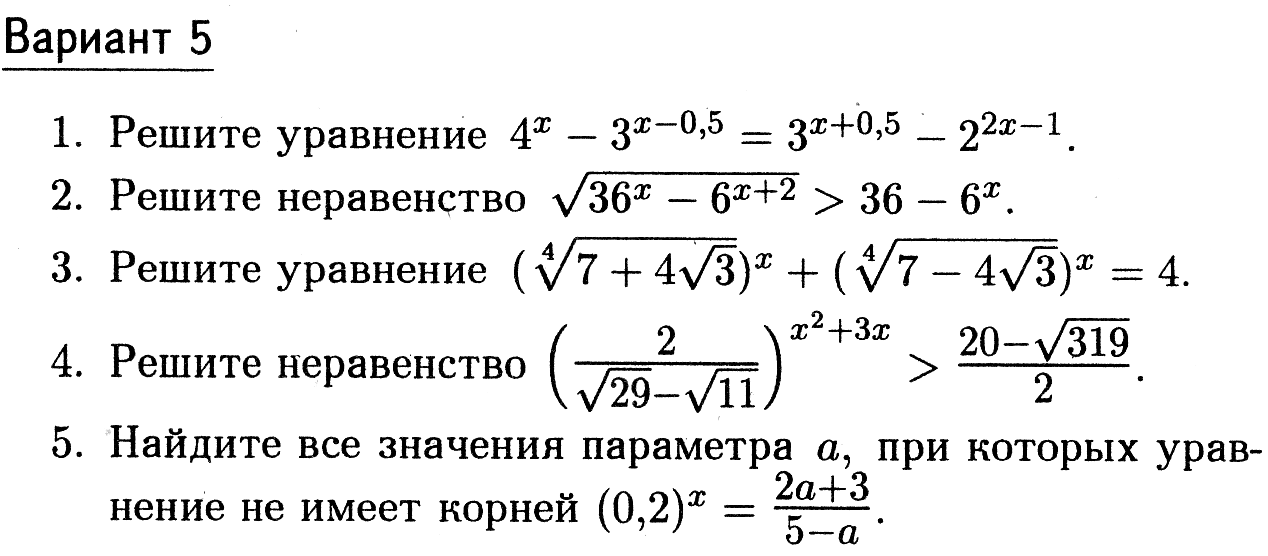 Вариант 5
1. Решите уравнение 4^x − 3^{x−0,5} = 3^{x+0,5} − 2^{2x−1}.
2. Решите неравенство √(36^x − 6^{x+2}) > 36 − 6^x.
3. Решите уравнение (∜(7 + 4√3))^x + (∜(7 − 4√3))^x = 4.
4. Решите неравенство (2/(√29−√11))^{x²+3x} > (20−√319)/2.
5. Найдите все значения параметра a, при которых урав-
нение не имеет корней (0,2)^x = (2a+3)/(5−a).